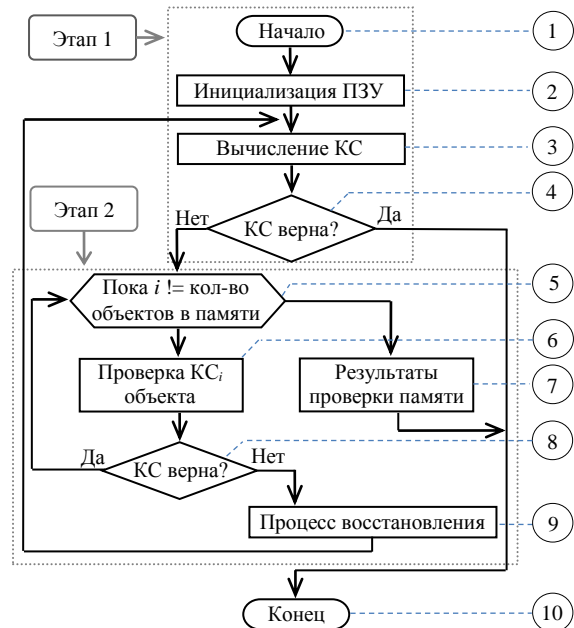 Этап 1
Начало
1
Инициализация ПЗУ
2
Вычисление КС
3
КС верна?
4
Нет
Да
Этап 2
Пока i != кол-во
объектов в памяти
5
Проверка КСi
объекта
6
Результаты
проверки памяти
7
КС верна?
8
Да
Нет
Процесс восстановления
9
Конец
10